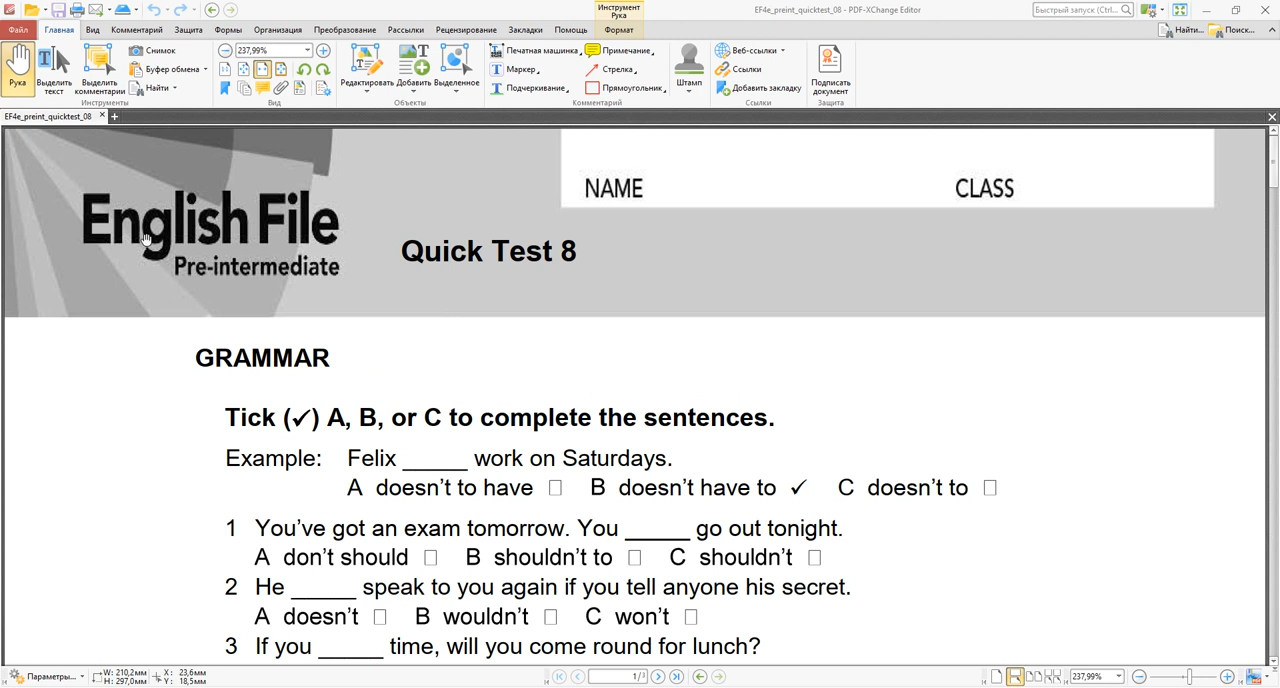 Инструмент
Рука
EF4e_preint_quicktest_08 - PDF-XChange Editor
Быстрый запуск (Ctrl...
Файл Главная Вид Комментарий Защита Формы Организация Преобразование Рассылки Рецензирование Закладки Помощь Формат Найти... Поиск...
Рука
Выделить текст
Выделить комментарии
Снимок
Буфер обмена
Найти
Инструменты
237,99%
Вид
Редактировать Добавить Выделенное
Объекты
Печатная машинка
Маркер
Подчеркивание
Примечание
Стрелка
Прямоугольник
Штамп
Комментарий
Веб-ссылки
Ссылки
Добавить закладку
Ссылки
Подписать документ
Защита
EF4e_preint_quicktest_08
NAME CLASS
English File
Pre-intermediate
Quick Test 8
GRAMMAR
Tick (✓) A, B, or C to complete the sentences.
Example: Felix _____ work on Saturdays.
A doesn’t to have □ B doesn’t have to ✓ C doesn’t to □
1 You’ve got an exam tomorrow. You _____ go out tonight.
A don’t should □ B shouldn’t to □ C shouldn’t □
2 He _____ speak to you again if you tell anyone his secret.
A doesn’t □ B wouldn’t □ C won’t □
3 If you _____ time, will you come round for lunch?
Параметры... W: 210,2мм X: 23,6мм
H: 297,0мм Y: 18,5мм
237,99%